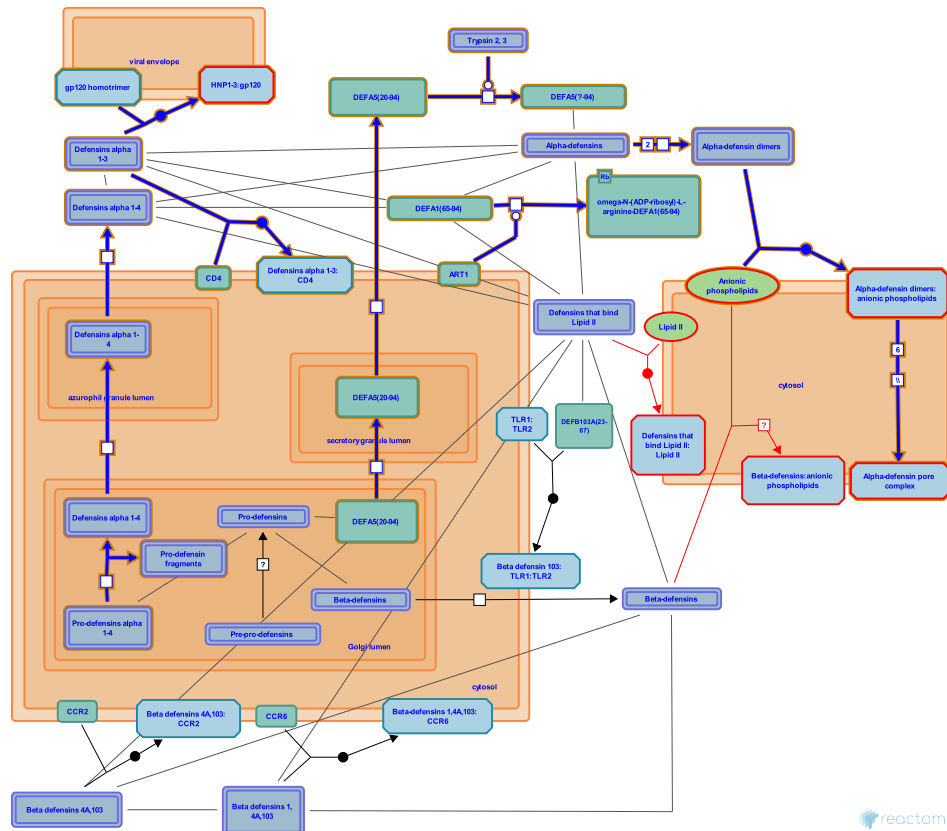 viral envelope
gp120 homotrimer
HNP1-3:gp120
Trypsin 2, 3
DEFA5(20-94)
DEFA5(?-94)
Defensins alpha
1-3
Alpha-defensins
2
Alpha-defensin dimers
Rb
omega-N-(ADP-ribosyl)-L-
arginine-DEFA1(65-94)
Defensins alpha 1-4
DEFA1(65-94)
CD4
Defensins alpha 1-3:
CD4
ART1
Anionic
phospholipids
Alpha-defensin dimers:
anionic phospholipids
Defensins that bind
Lipid II
Lipid II
Defensins alpha 1-
4
6
\\
cytosol
azurophil granule lumen
DEFA5(20-94)
secretory granule lumen
TLR1:
TLR2
DEFB103A(23-
67)
Defensins that
bind Lipid II:
Lipid II
?
Beta-defensins:anionic
phospholipids
Alpha-defensin pore
complex
Defensins alpha 1-4
Pro-defensins
DEFA5(20-94)
Pro-defensin
fragments
?
Beta defensin 103:
TLR1:TLR2
Beta-defensins
Beta-defensins
Pro-defensins alpha
1-4
Pre-pro-defensins
Golgi lumen
cytosol
CCR2
Beta defensins 4A,103:
CCR2
CCR6
Beta-defensins 1,4A,103:
CCR6
Beta defensins 4A,103
Beta defensins 1,
4A,103
reactom